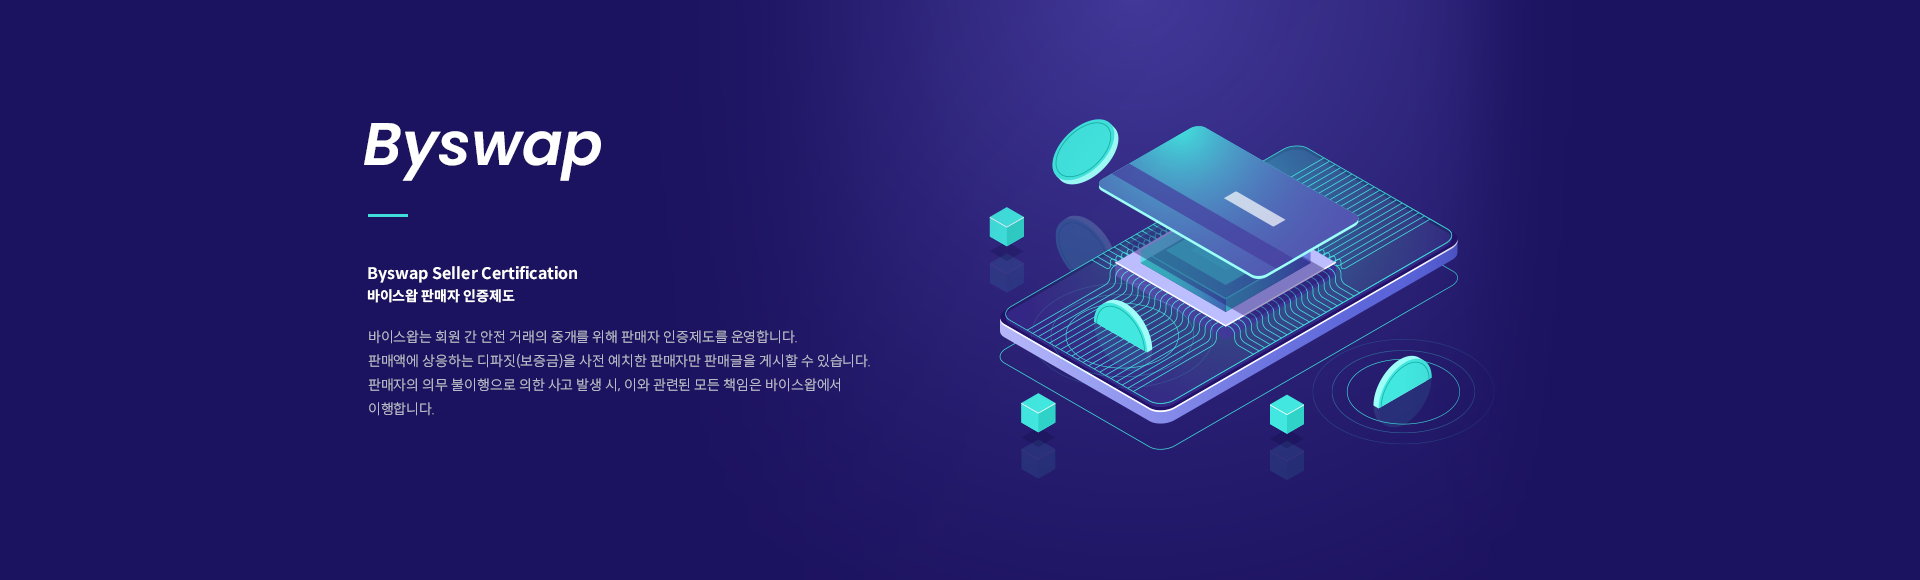 Byswap
Byswap Seller Certification
바이스왑 판매자 인증제도
바이스왑는 회원 간 안전 거래의 중개를 위해 판매자 인증제도를 운영합니다.
판매액에 상응하는 디파짓(보증금)을 사전 예치한 판매자만 판매글을 게시할 수 있습니다.
판매자의 의무 불이행으로 의한 사고 발생 시, 이와 관련된 모든 책임은 바이스왑에서
이행합니다.